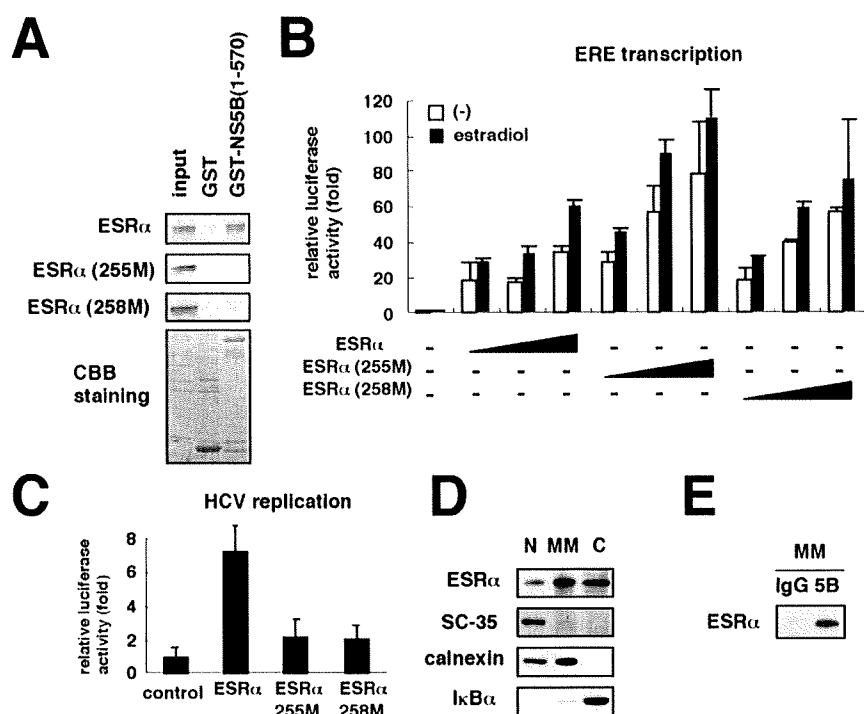 A
input
GST
GST-NS5B(1-570)
ESRα
ESRα (255M)
ESRα (258M)
CBB
staining
B
ERE transcription
relative luciferase
activity (fold)
120
100
80
60
40
20
0
(-)
estradiol
ESRα - - - - - - -
ESRα (255M) - - - - - - -
ESRα (258M) - - - - - - -
C
HCV replication
relative luciferase
activity (fold)
8
6
4
2
0
control
ESRα
ESRα
255M
ESRα
258M
D
N MM C
ESRα
SC-35
calnexin
IκBα
E
MM
IgG 5B
ESRα